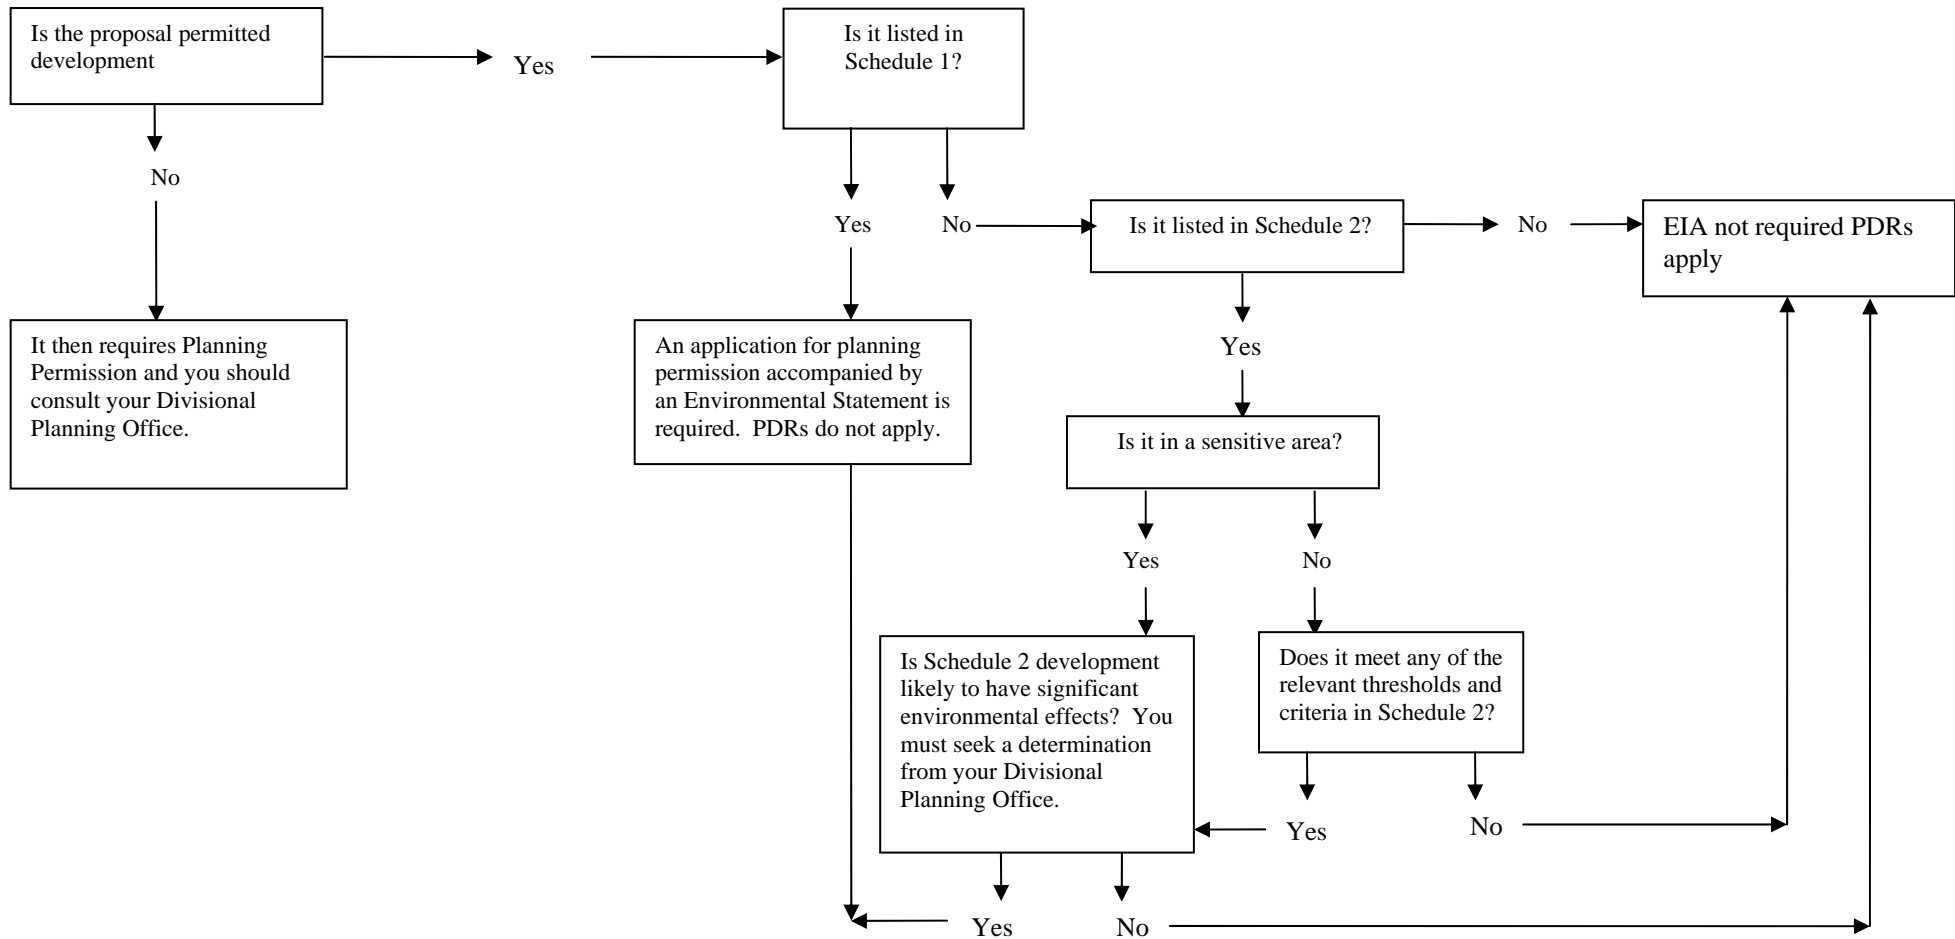 Is the proposal permitted
development
Yes
Is it listed in
Schedule 1?
No
Yes
No
Is it listed in Schedule 2?
No
EIA not required PDRs
apply
It then requires Planning
Permission and you should
consult your Divisional
Planning Office.
An application for planning
permission accompanied by
an Environmental Statement is
required.  PDRs do not apply.
Yes
Is it in a sensitive area?
Yes
No
Is Schedule 2 development
likely to have significant
environmental effects?  You
must seek a determination
from your Divisional
Planning Office.
Does it meet any of the
relevant thresholds and
criteria in Schedule 2?
Yes
No
Yes
No